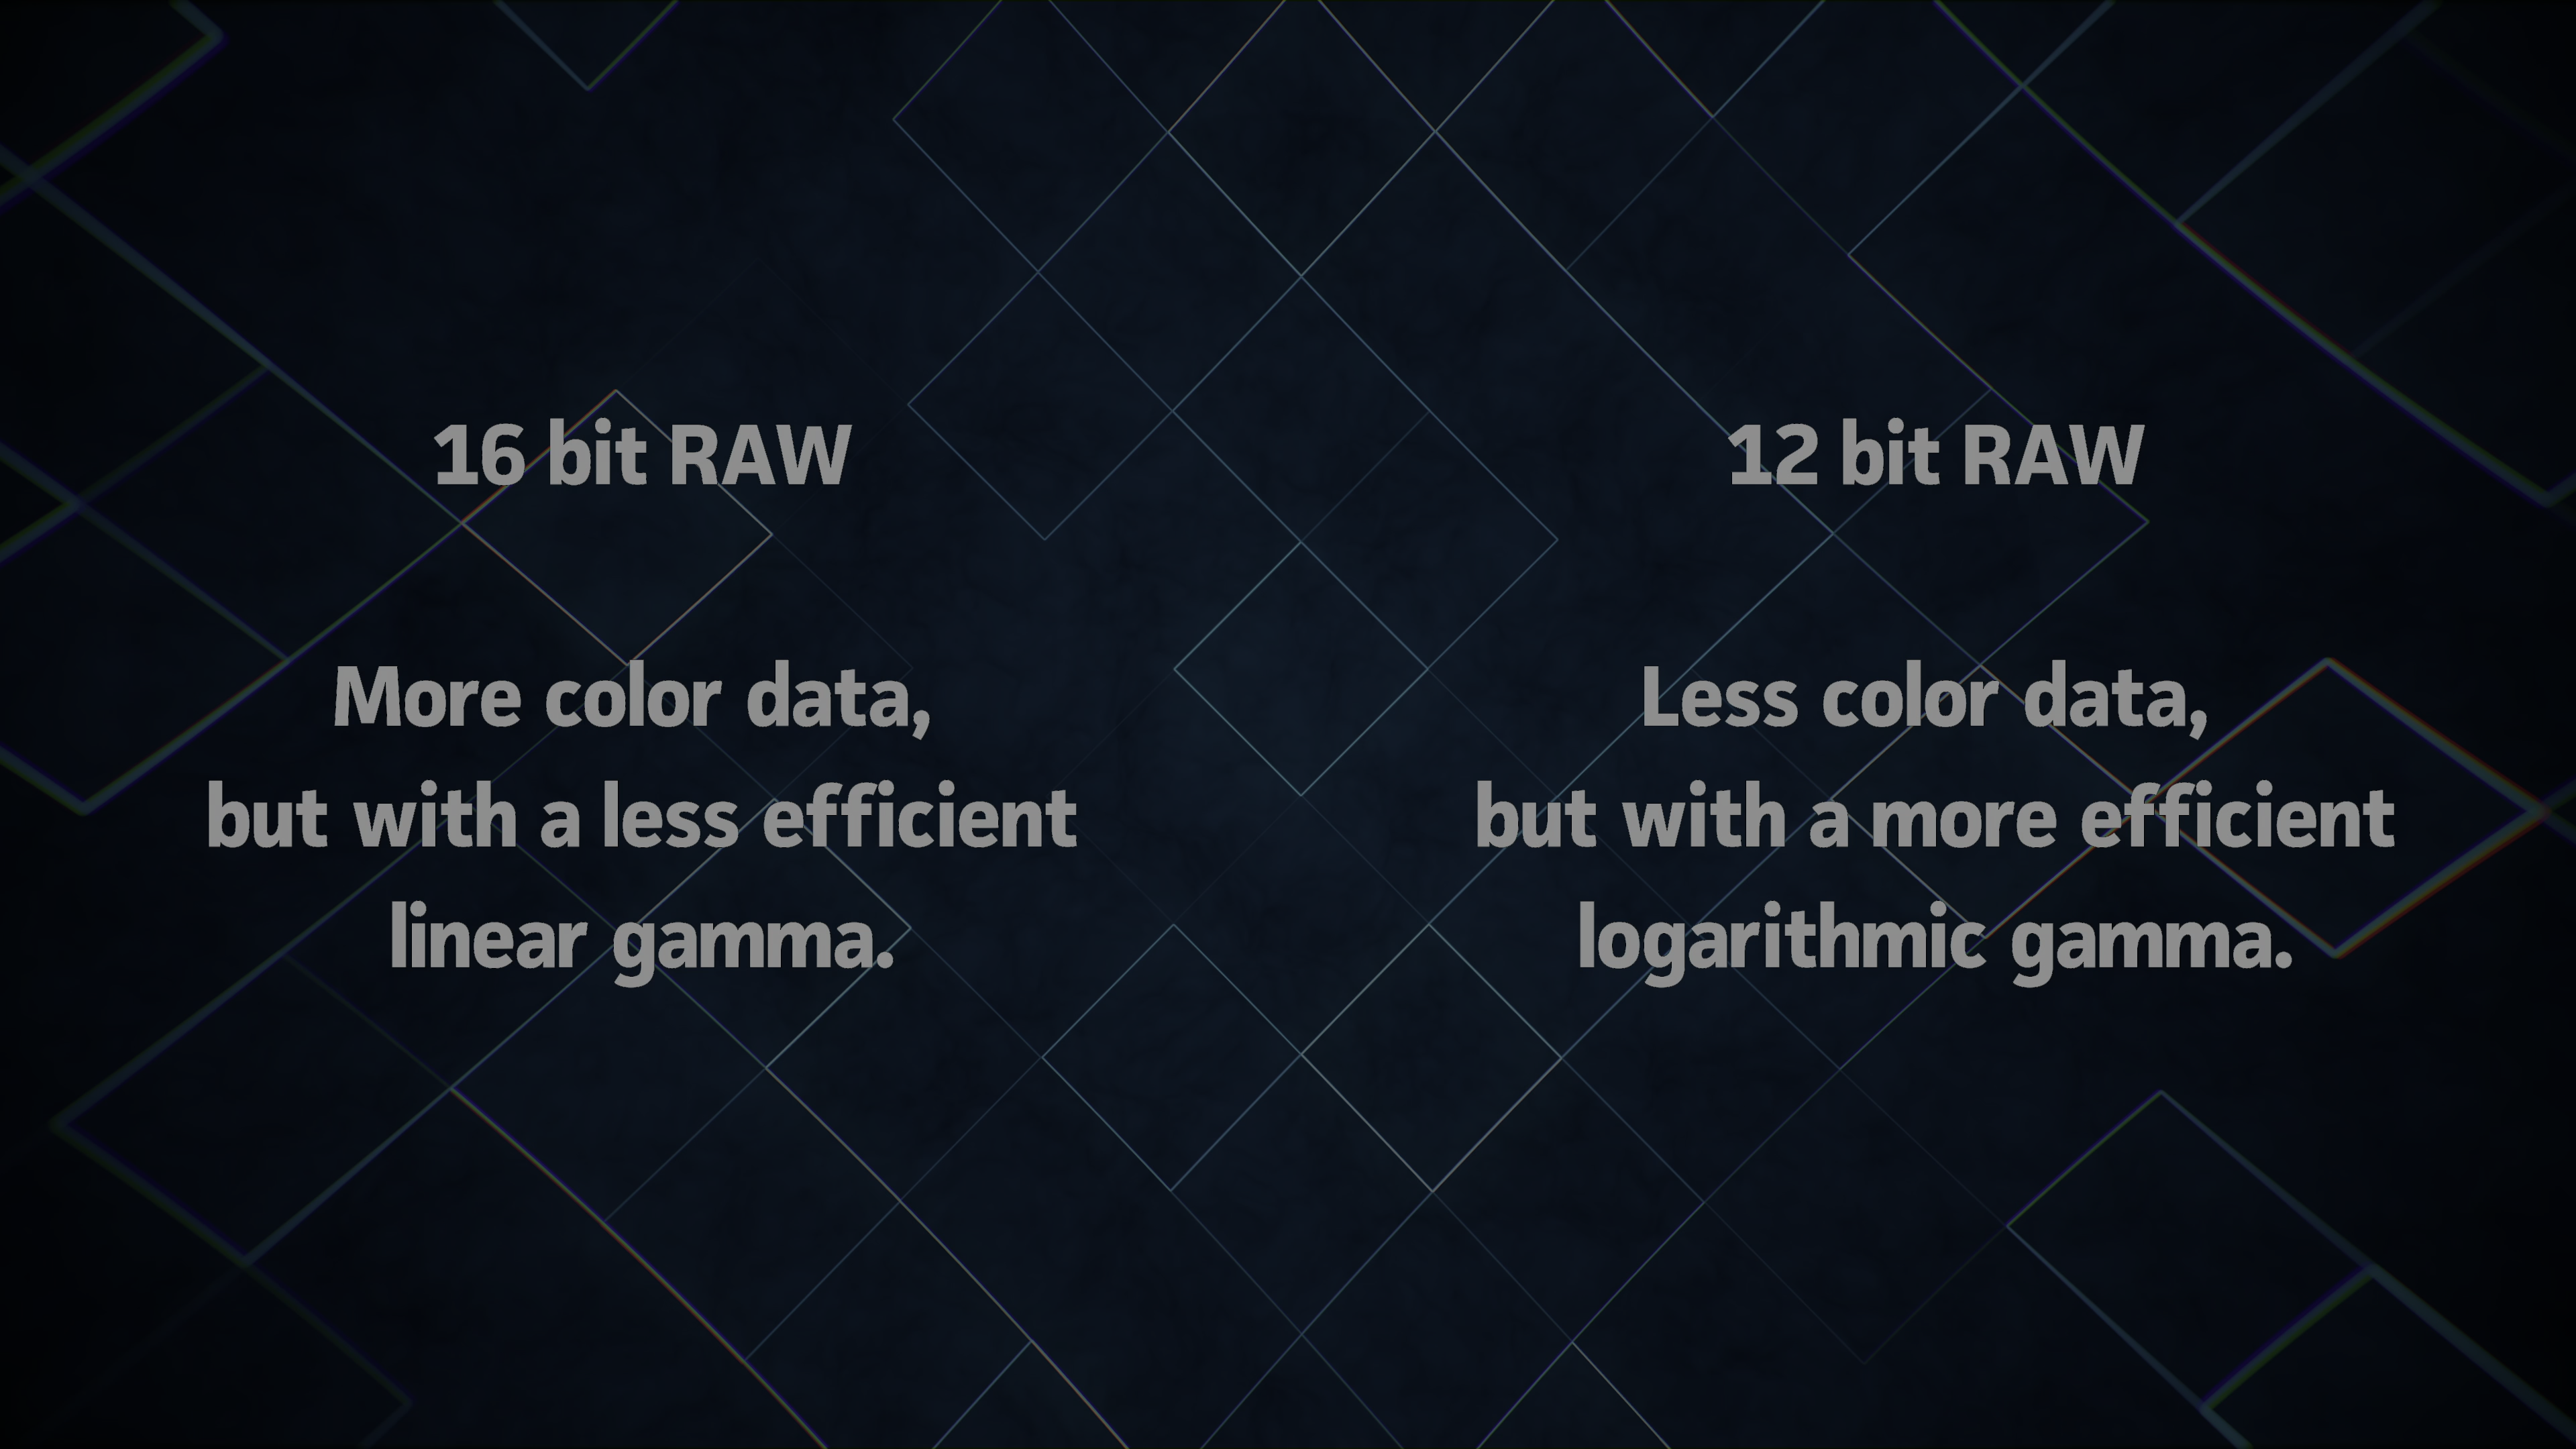 16 bit RAW
More color data,
but with a less efficient
linear gamma.
12 bit RAW
Less color data,
but with a more efficient
logarithmic gamma.